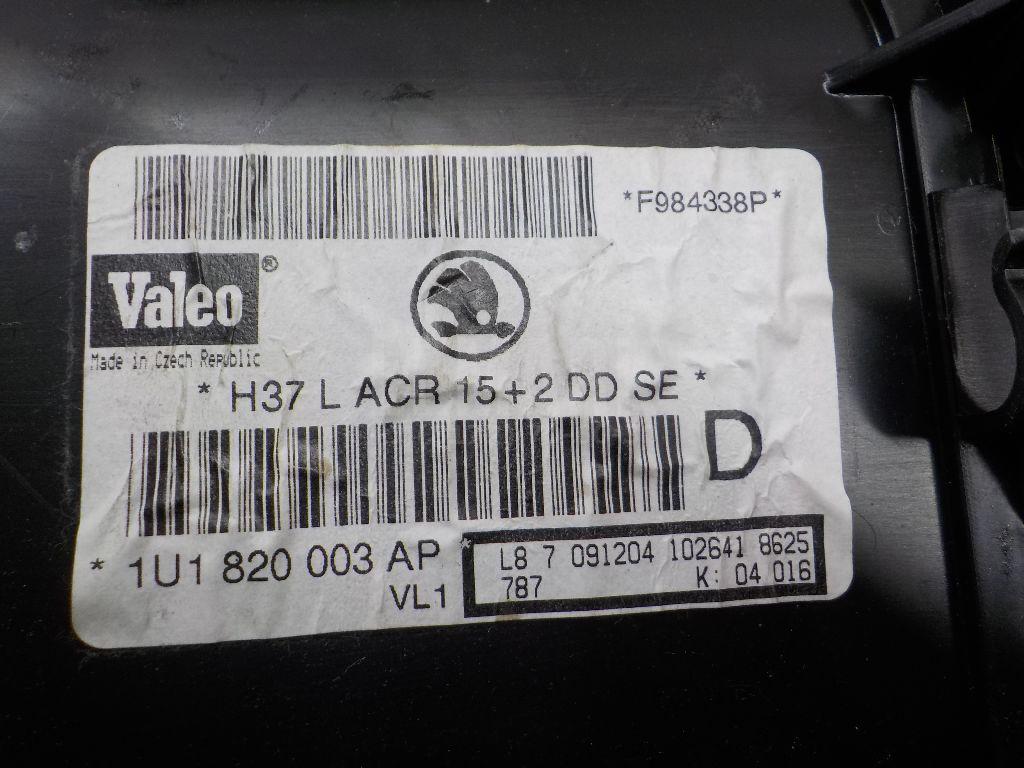 *F984338P*
Valeo®
Made in Czech Republic
* H37 L ACR 15+2 DD SE *
D
* 1U1 820 003 AP *
VL1
L8 7 091204 102641 8625
787 K: 04 016